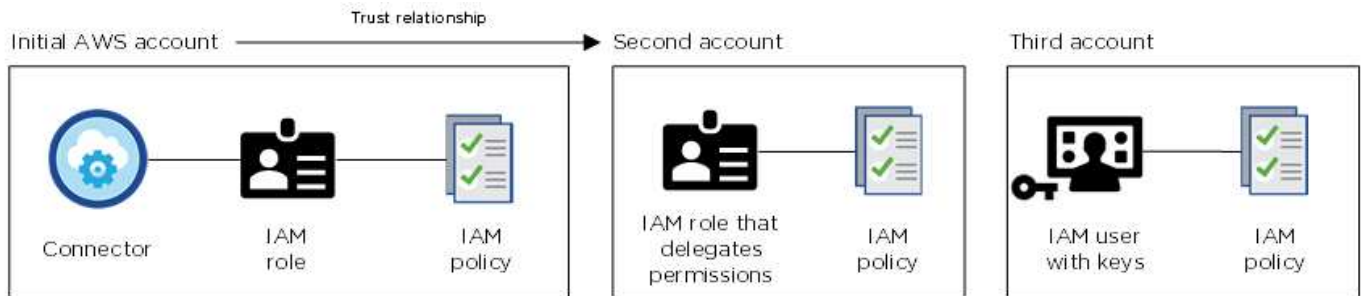 Trust relationship
Initial AWS account
Second account
Third account
Connector
IAM
role
IAM
policy
IAM role that
delegates
permissions
IAM
policy
IAM user
with keys
IAM
policy